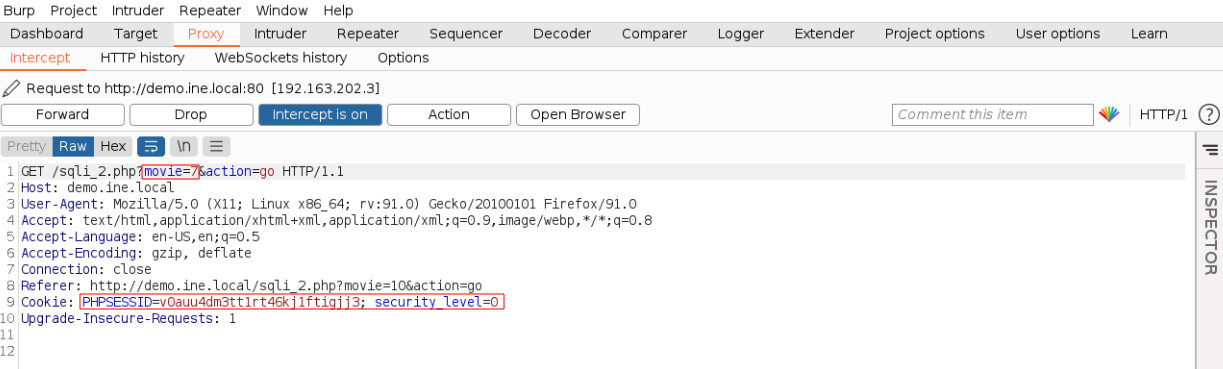 Burp Project Intruder Repeater Window Help
Dashboard Target Proxy Intruder Repeater Sequencer Decoder Comparer Logger Extender Project options User options Learn
Intercept HTTP history WebSockets history Options
Request to http://demo.ine.local:80 [192.163.202.3]
Forward Drop Intercept is on Action Open Browser Comment this item HTTP/1 ?
Pretty Raw Hex \n
1 GET /sqli_2.php?movie=7&action=go HTTP/1.1
2 Host: demo.ine.local
3 User-Agent: Mozilla/5.0 (X11; Linux x86_64; rv:91.0) Gecko/20100101 Firefox/91.0
4 Accept: text/html,application/xhtml+xml,application/xml;q=0.9,image/webp,*/*;q=0.8
5 Accept-Language: en-US,en;q=0.5
6 Accept-Encoding: gzip, deflate
7 Connection: close
8 Referer: http://demo.ine.local/sqli_2.php?movie=10&action=go
9 Cookie: PHPSESSID=v0auu4dm3tt1rt46kj1ftigjj3; security_level=0
10 Upgrade-Insecure-Requests: 1
11
12
INSPECTOR